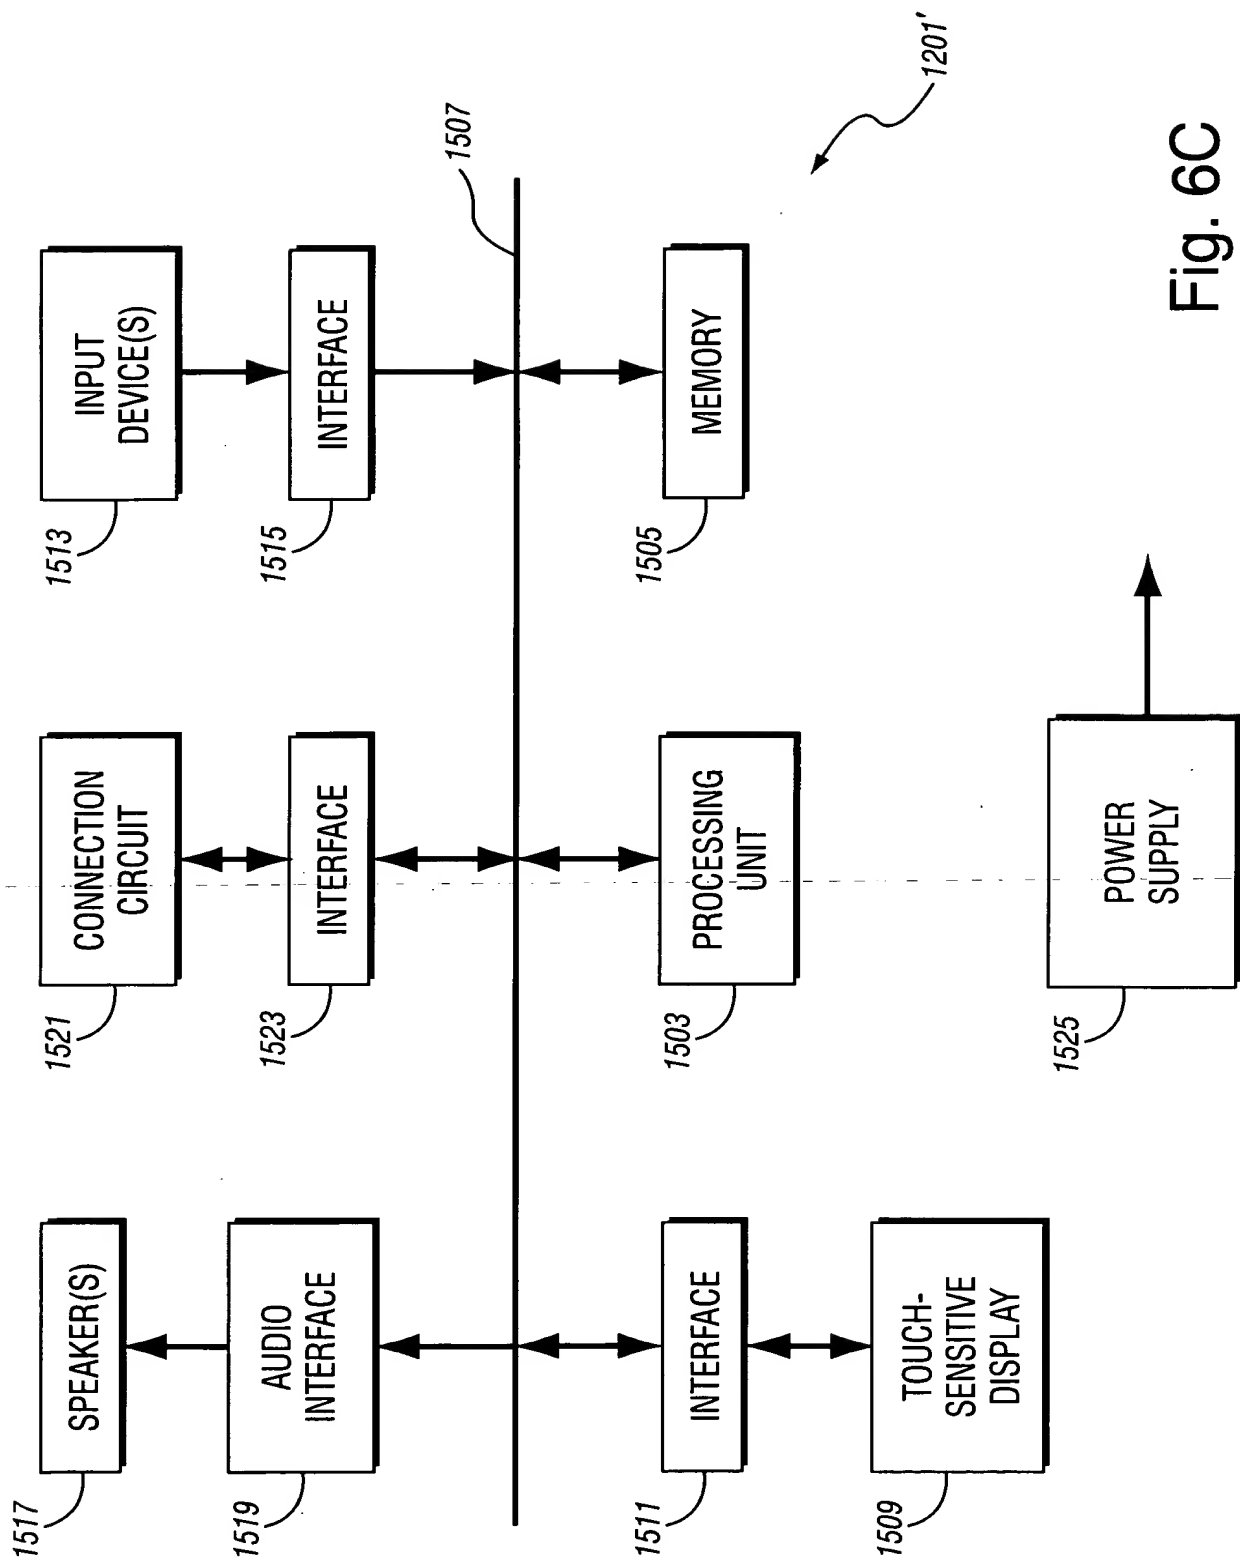 1517
SPEAKER(S)
1519
AUDIO
INTERFACE
1521
CONNECTION
CIRCUIT
1523
INTERFACE
1513
INPUT
DEVICE(S)
1515
INTERFACE
1507
1511
INTERFACE
1509
TOUCH-
SENSITIVE
DISPLAY
1503
PROCESSING
UNIT
1505
MEMORY
1525
POWER
SUPPLY
1201'
Fig. 6C